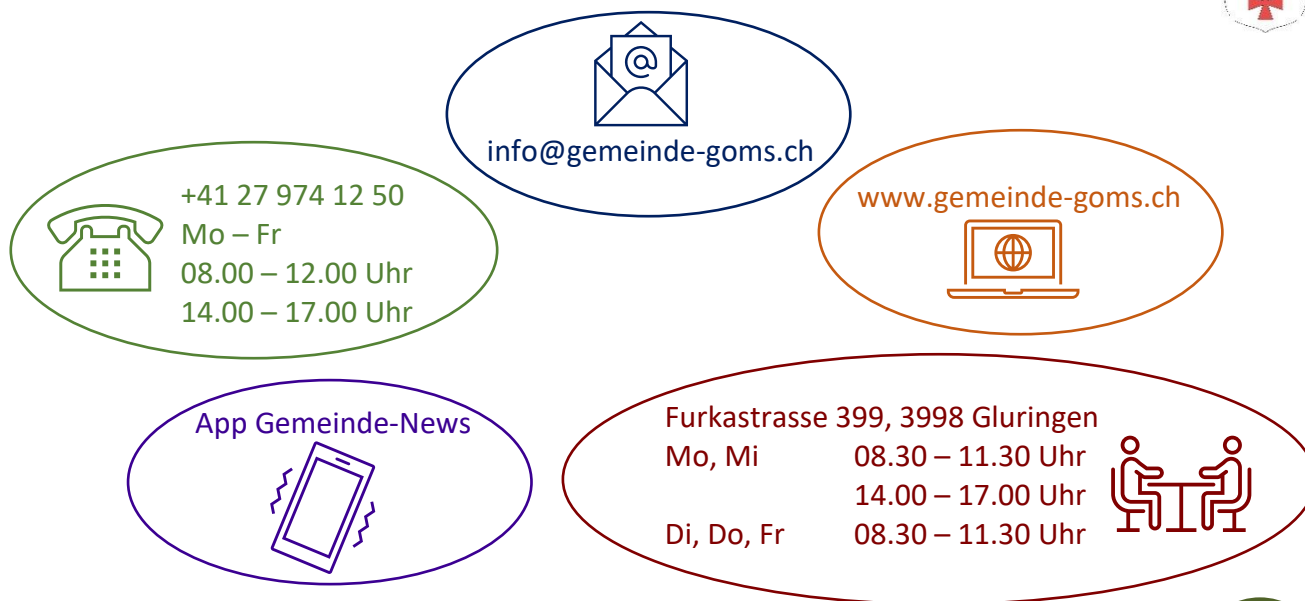 @
info@gemeinde-goms.ch
+41 27 974 12 50
Mo – Fr
08.00 – 12.00 Uhr
14.00 – 17.00 Uhr
www.gemeinde-goms.ch
App Gemeinde-News
Furkastrasse 399, 3998 Gluringen
Mo, Mi 08.30 – 11.30 Uhr
14.00 – 17.00 Uhr
Di, Do, Fr 08.30 – 11.30 Uhr